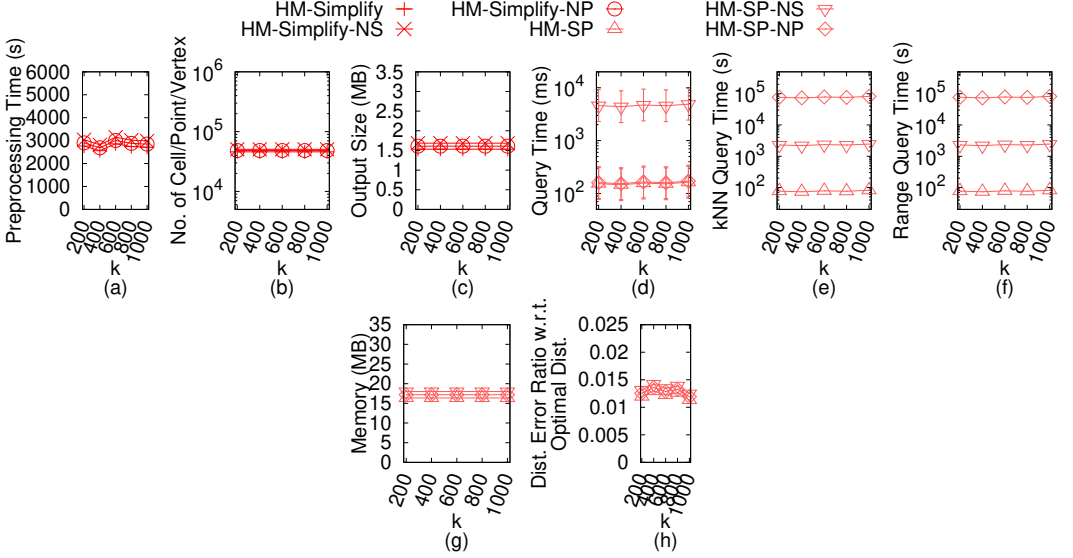 HM-Simplify
HM-Simplify-NS
HM-Simplify-NP
HM-SP
HM-SP-NS
HM-SP-NP
Preprocessing Time (s)
6000
5000
4000
3000
2000
1000
0
200
400
600
800
1000
k
(a)
No. of Cell/Point/Vertex
10^6
10^5
10^4
200
400
600
800
1000
k
(b)
Output Size (MB)
3.5
3
2.5
2
1.5
1
0.5
0
200
400
600
800
1000
k
(c)
Query Time (ms)
10^4
10^3
10^2
200
400
600
800
1000
k
(d)
kNN Query Time (s)
10^5
10^4
10^3
10^2
200
400
600
800
1000
k
(e)
Range Query Time (s)
10^5
10^4
10^3
10^2
200
400
600
800
1000
k
(f)
Memory (MB)
35
30
25
20
15
10
5
0
200
400
600
800
1000
k
(g)
Dist. Error Ratio w.r.t.
Optimal Dist.
0.025
0.02
0.015
0.01
0.005
0
200
400
600
800
1000
k
(h)